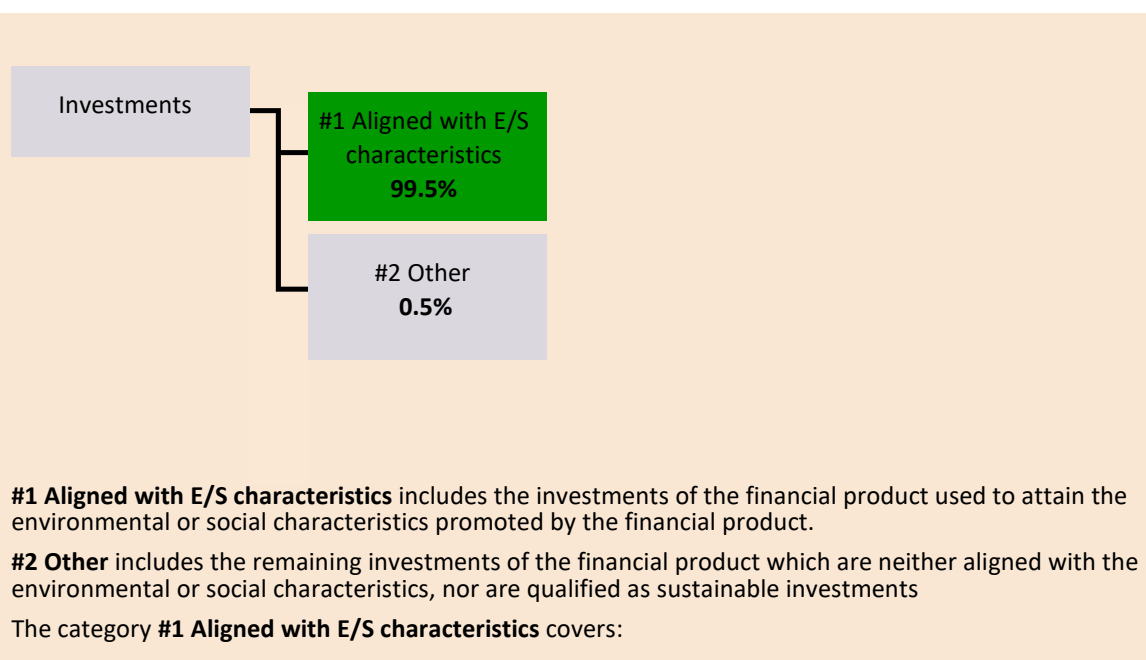 Investments
#1 Aligned with E/S
characteristics
99.5%
#2 Other
0.5%
#1 Aligned with E/S characteristics includes the investments of the financial product used to attain the
environmental or social characteristics promoted by the financial product.
#2 Other includes the remaining investments of the financial product which are neither aligned with the
environmental or social characteristics, nor are qualified as sustainable investments
The category #1 Aligned with E/S characteristics covers: